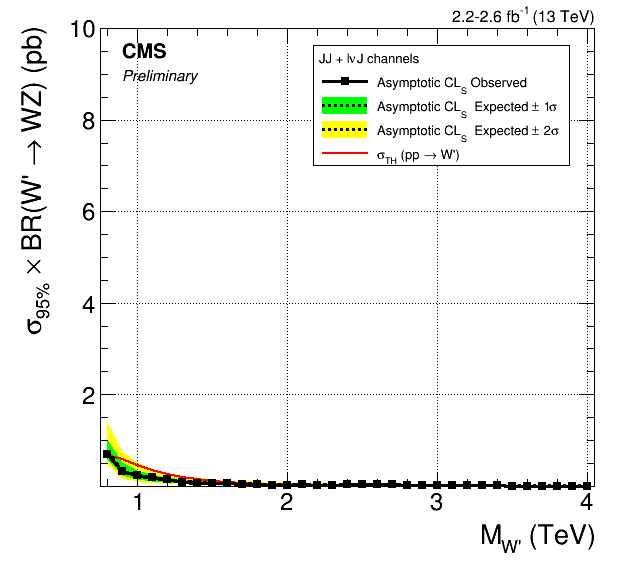 2.2-2.6 fb⁻¹ (13 TeV)
σ95% × BR(W' → WZ) (pb)
10
CMS
Preliminary
JJ + lνJ channels
Asymptotic CLS Observed
Asymptotic CLS Expected ± 1σ
Asymptotic CLS Expected ± 2σ
σTH (pp → W')
8
6
4
2
1 2 3 4
MW' (TeV)